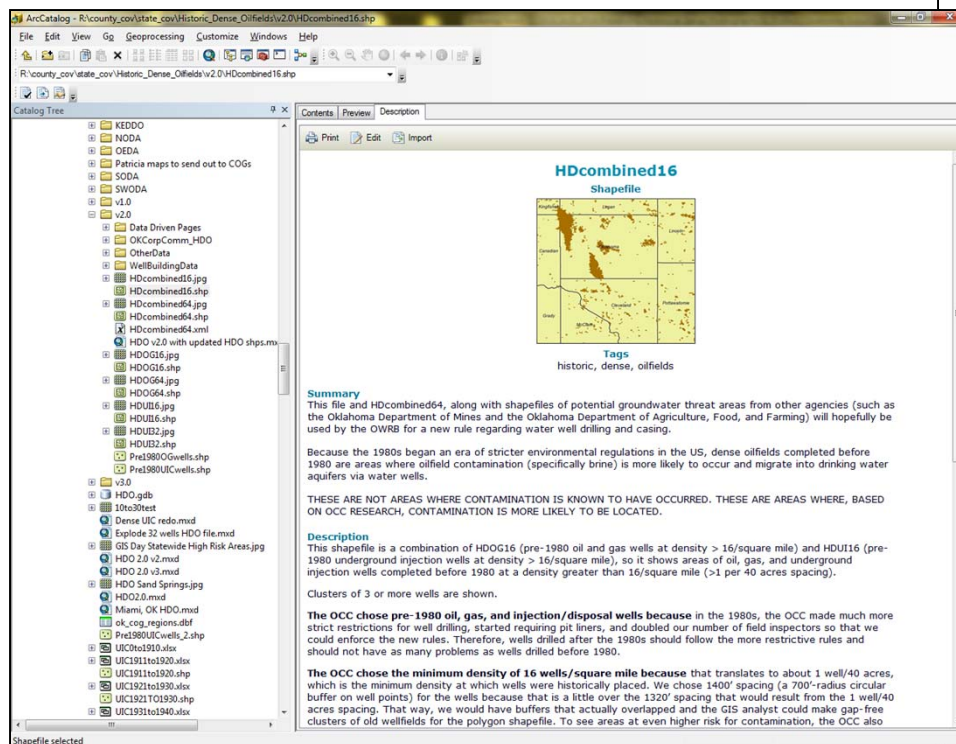 ArcCatalog - R:\county_cov\state_cov\Historic_Dense_Oilfields\v2.0\HDcombined16.shp
File Edit View Go Geoprocessing Customize Windows Help
R:\county_cov\state_cov\Historic_Dense_Oilfields\v2.0\HDcombined16.shp
Catalog Tree
KEDDO
NODA
OEDA
Patricia maps to send out to COGs
SODA
SWODA
v1.0
v2.0
Data Driven Pages
OKCorpComm_HDO
OtherData
WellBuildingData
HDcombined16.jpg
HDcombined16.shp
HDcombined64.jpg
HDcombined64.shp
HDcombined64.xml
HDO v2.0 with updated HDO shps.mx
HDOG16.jpg
HDOG16.shp
HDOG64.jpg
HDOG64.shp
HDUI16.jpg
HDUI16.shp
HDUI32.jpg
HDUI32.shp
Pre1980OGwells.shp
Pre1980UICwells.shp
v3.0
HDO.gdb
10to30test
Dense UIC redo.mxd
Explode 32 wells HDO file.mxd
GIS Day Statewide High Risk Areas.jpg
HDO 2.0 v2.mxd
HDO 2.0 v3.mxd
HDO Sand Springs.jpg
HDO2.0.mxd
Miami, OK HDO.mxd
ok_cog_regions.dbf
Pre1980UICwells_2.shp
UIC0to1910.xlsx
UIC1911to1920.xlsx
UIC1911to1920.shp
UIC1921to1930.xlsx
UIC1921TO1930.shp
UIC1931to1940.xlsx
Shapefile selected
Contents Preview Description
Print Edit Import
HDcombined16
Shapefile
Logan
Lincoln
Canadian
Cleveland
Pottawatomie
Grady
McClain
Tags
historic, dense, oilfields
Summary
This file and HDcombined64, along with shapefiles of potential groundwater threat areas from other agencies (such as
the Oklahoma Department of Mines and the Oklahoma Department of Agriculture, Food, and Farming) will hopefully be
used by the OWRB for a new rule regarding water well drilling and casing.
Because the 1980s began an era of stricter environmental regulations in the US, dense oilfields completed before
1980 are areas where oilfield contamination (specifically brine) is more likely to occur and migrate into drinking water
aquifers via water wells.
THESE ARE NOT AREAS WHERE CONTAMINATION IS KNOWN TO HAVE OCCURRED. THESE ARE AREAS WHERE, BASED
ON OCC RESEARCH, CONTAMINATION IS MORE LIKELY TO BE LOCATED.
Description
This shapefile is a combination of HDOG16 (pre-1980 oil and gas wells at density > 16/square mile) and HDUI16 (pre-
1980 underground injection wells at density > 16/square mile), so it shows areas of oil, gas, and underground
injection wells completed before 1980 at a density greater than 16/square mile (>1 per 40 acres spacing).
Clusters of 3 or more wells are shown.
The OCC chose pre-1980 oil, gas, and injection/disposal wells because in the 1980s, the OCC made much more
strict restrictions for well drilling, started requiring pit liners, and doubled our number of field inspectors so that we
could enforce the new rules. Therefore, wells drilled after the 1980s should follow the more restrictive rules and
should not have as many problems as wells drilled before 1980.
The OCC chose the minimum density of 16 wells/square mile because that translates to about 1 well/40 acres,
which is the minimum density at which wells were historically placed. We chose 1400' spacing (a 700'-radius circular
buffer on well points) for the wells because that is a little over the 1320' spacing that would result from the 1 well/40
acres spacing. That way, we would have buffers that actually overlapped and the GIS analyst could make gap-free
clusters of old wellfields for the polygon shapefile. To see areas at even higher risk for contamination, the OCC also